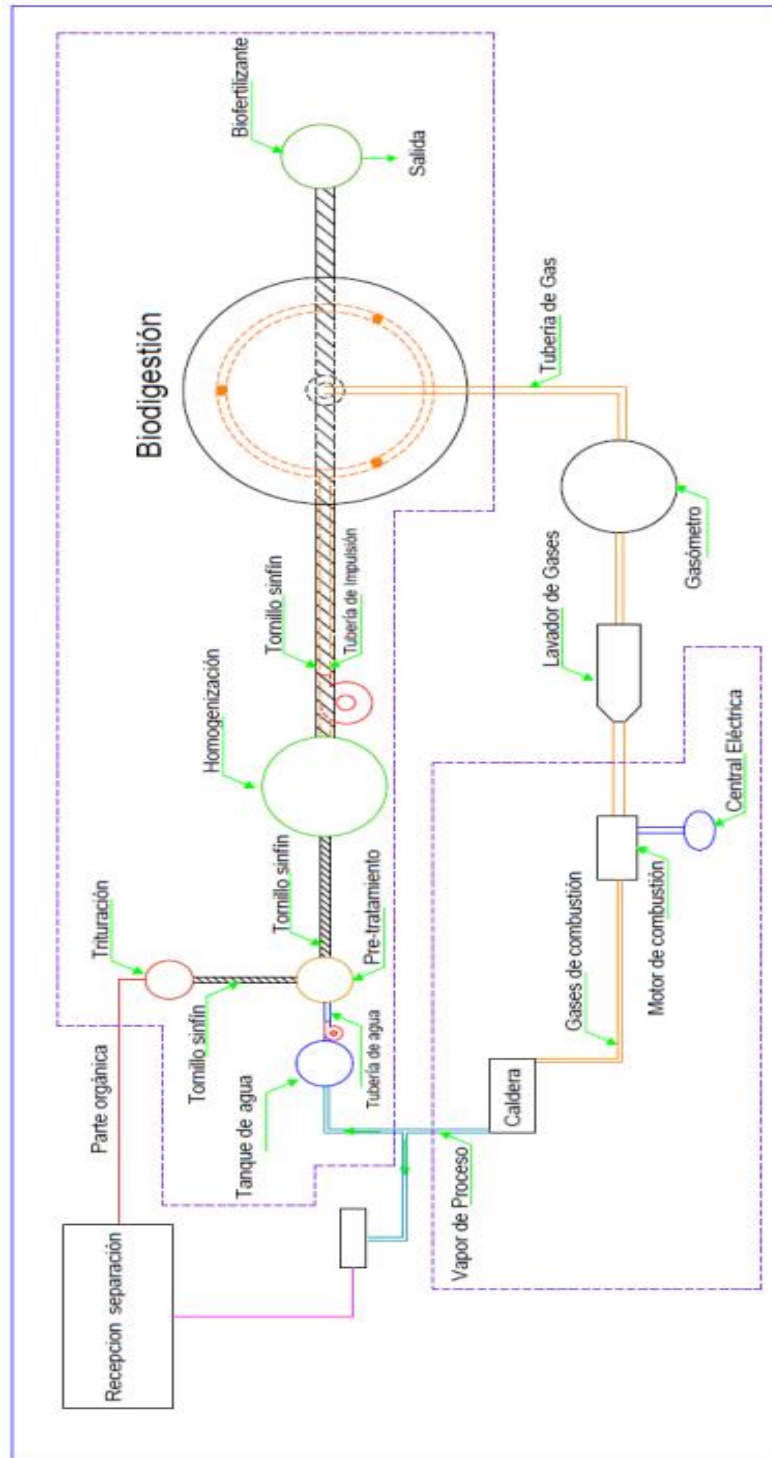 Recepcion separación
Parte orgánica
Trituración
Tornillo sinfín
Tanque de agua
Tubería de agua
Pre-tratamiento
Tornillo sinfín
Homogenización
Tornillo sinfín
Tubería de Impulsión
Biodigestión
Biofertilizante
Salida
Tuberia de Gas
Gasómetro
Lavador de Gases
Central Eléctrica
Motor de combustión
Gases de combustión
Caldera
Vapor de Proceso